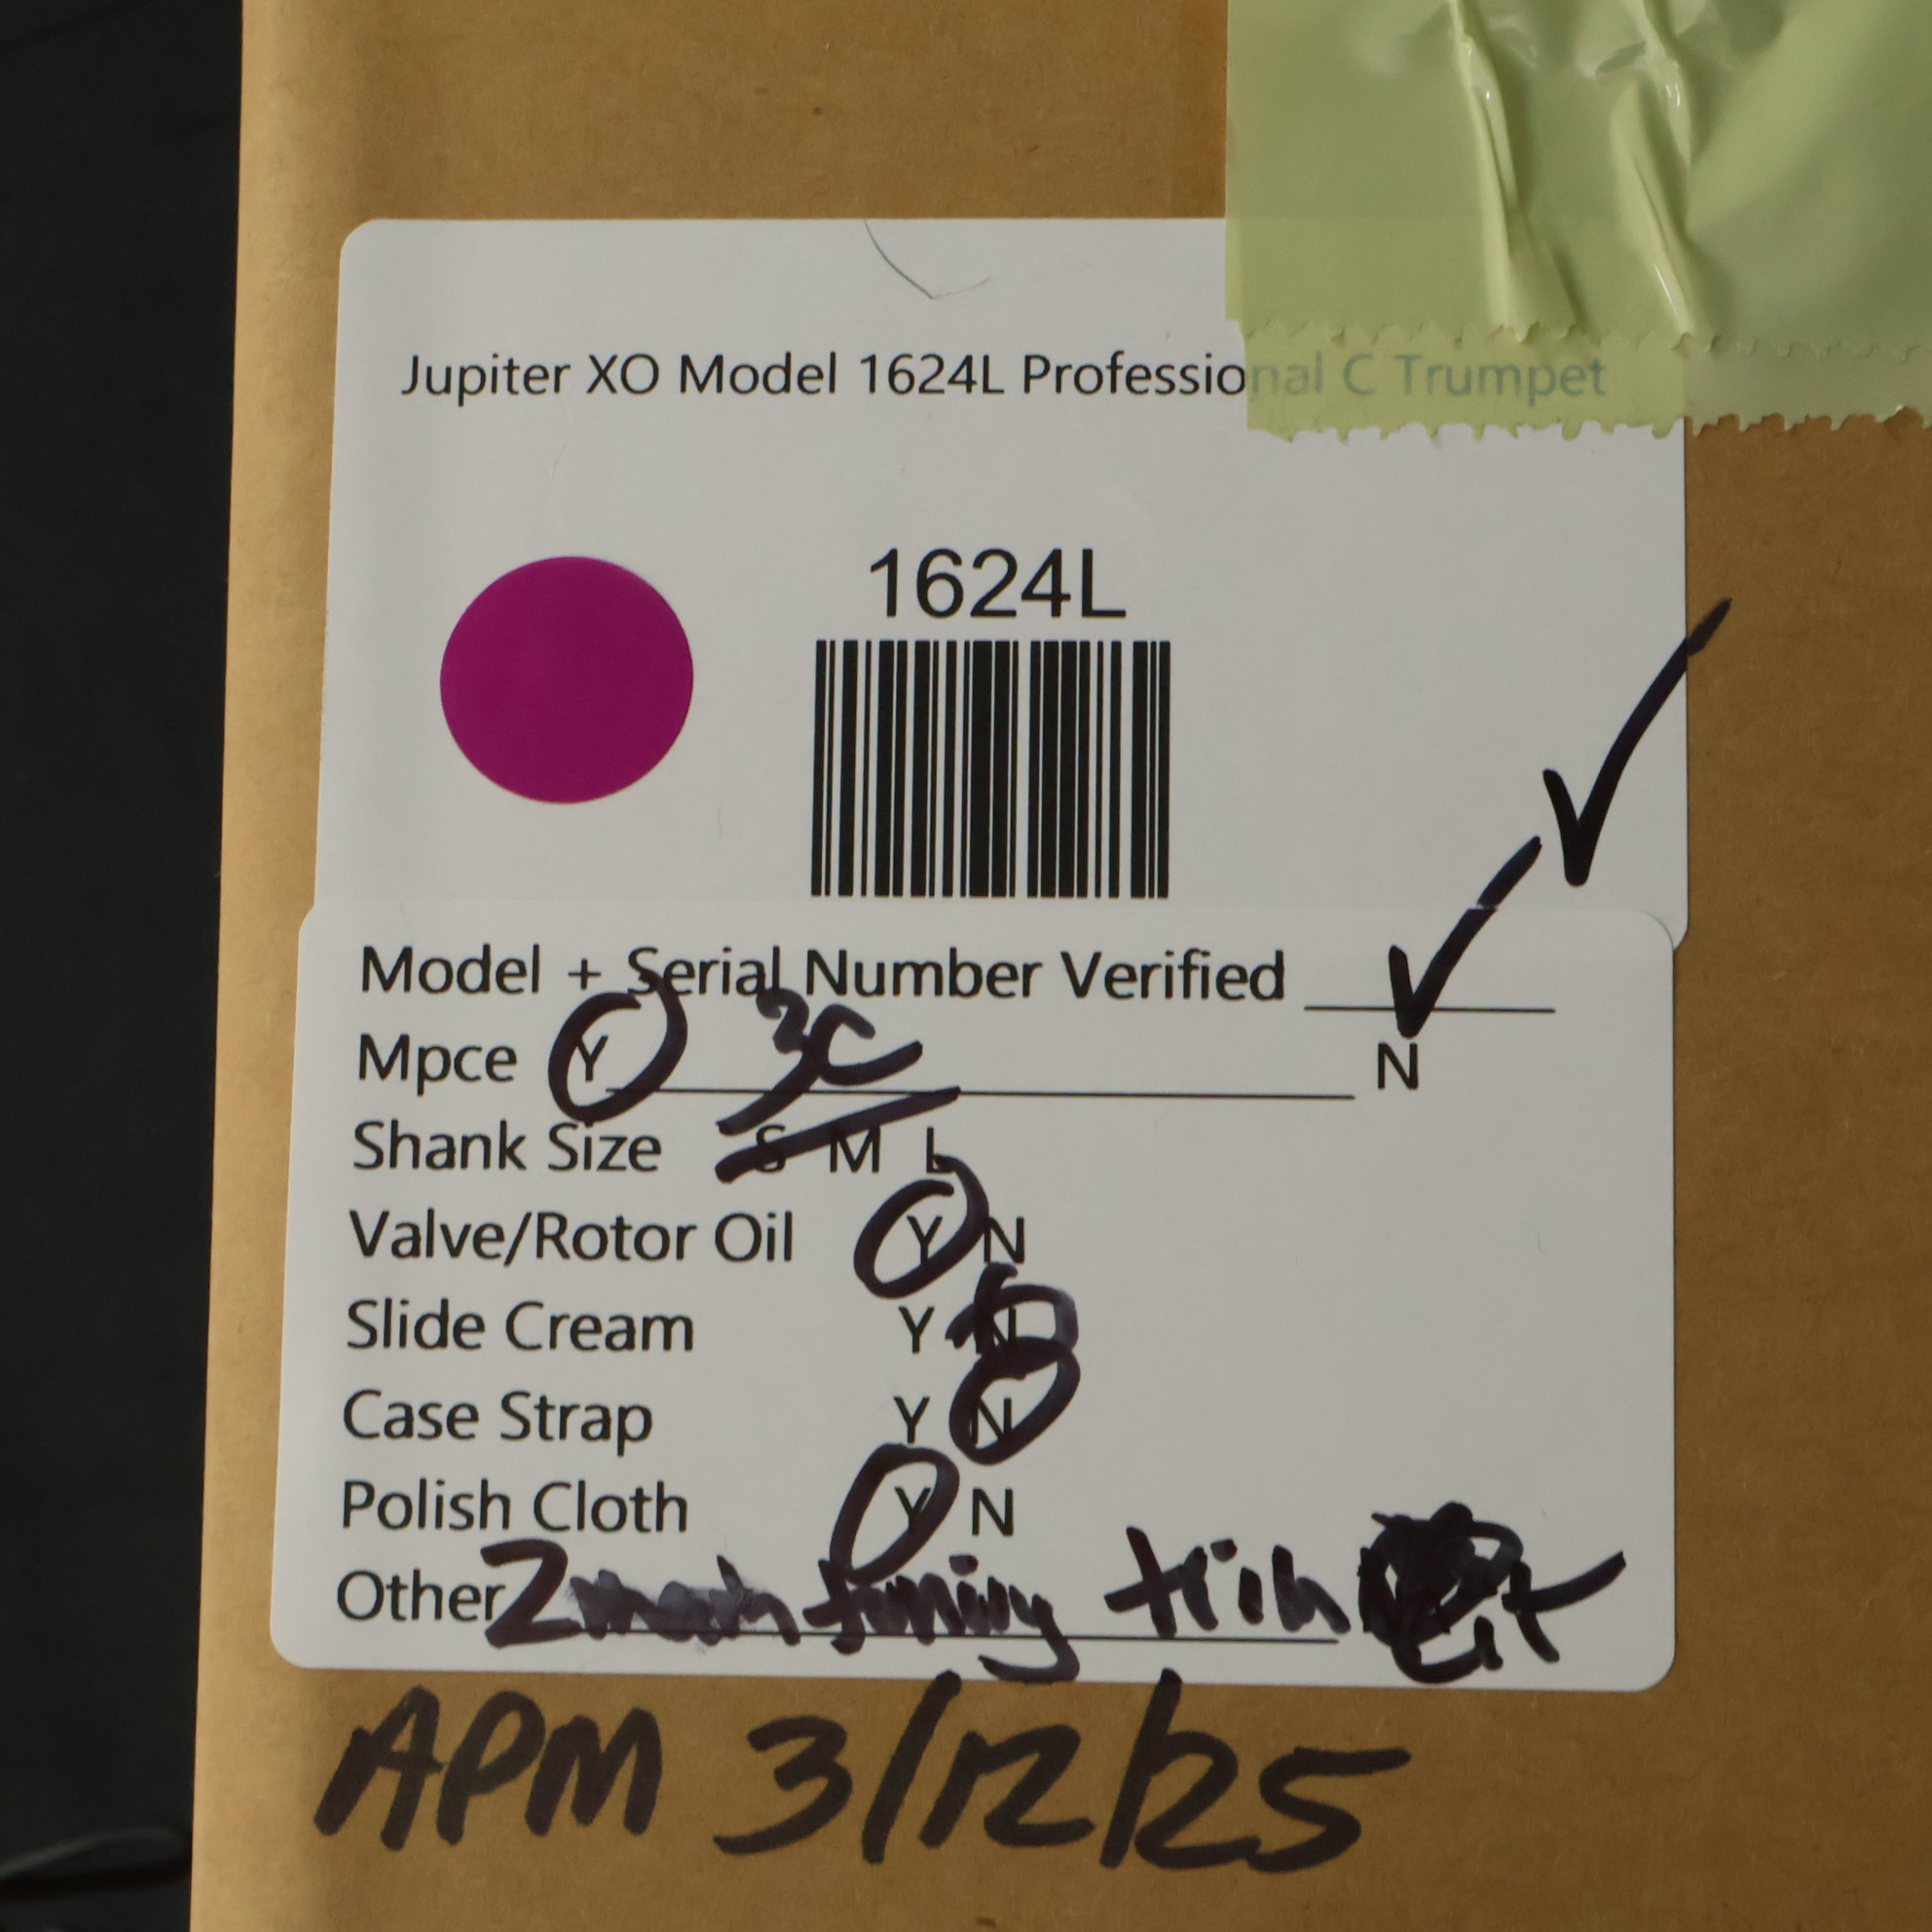 Jupiter XO Model 1624L Professional C Trumpet
1624L
Model + Serial Number Verified
Mpce Y 3C N
Shank Size S M L
Valve/Rotor Oil Y N
Slide Cream Y N
Case Strap Y N
Polish Cloth Y N
Other 2
APM 3/12/25